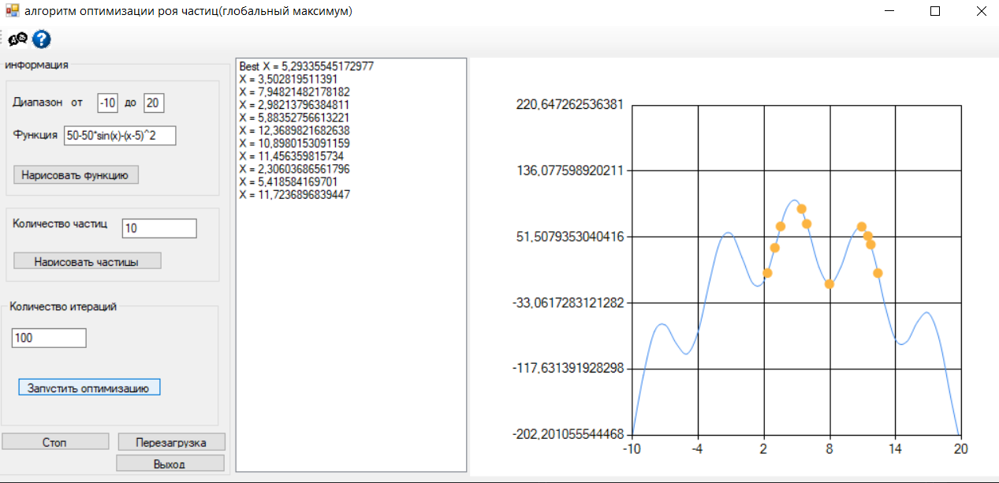 алгоритм оптимизации роя частиц(глобальный максимум)
информация
Диапазон от -10 до 20
Функция 50-50*sin(x)-(x-5)^2
Нарисовать функцию
Количество частиц 10
Нарисовать частицы
Количество итераций
100
Запустить оптимизацию
Стоп
Перезагрузка
Выход
Best X = 5,29335545172977
X = 3,502819511391
X = 7,94821482178182
X = 2,98213796384811
X = 5,88352756613221
X = 12,3689821682638
X = 10,8980153091159
X = 11,456359815734
X = 2,30603686561796
X = 5,418584169701
X = 11,7236896839447
220,647262536381
136,077598920211
51,5079353040416
-33,0617283121282
-117,631391928298
-202,201055544468
-10 -4 2 8 14 20